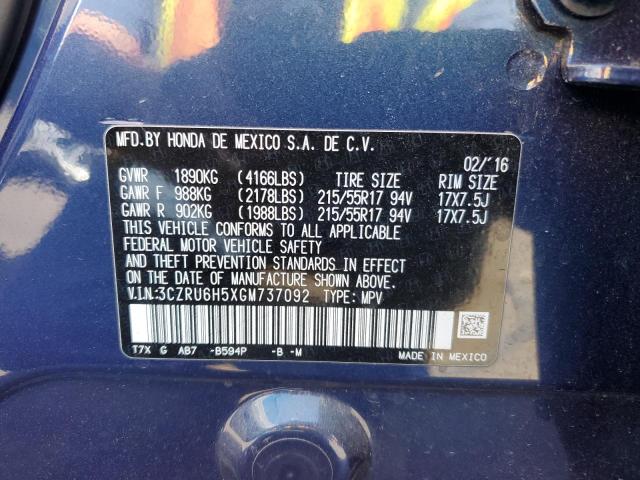 MFD.BY HONDA DE MEXICO S.A. DE C.V.
02/'16
GVWR 1890KG (4166LBS) TIRE SIZE RIM SIZE
GAWR F 988KG (2178LBS) 215/55R17 94V 17X7.5J
GAWR R 902KG (1988LBS) 215/55R17 94V 17X7.5J
THIS VEHICLE CONFORMS TO ALL APPLICABLE
FEDERAL MOTOR VEHICLE SAFETY
AND THEFT PREVENTION STANDARDS IN EFFECT
ON THE DATE OF MANUFACTURE SHOWN ABOVE.
V.I.N:3CZRU6H5XGM737092 TYPE: MPV
T7X G AB7 -B594P -B -M MADE IN MEXICO